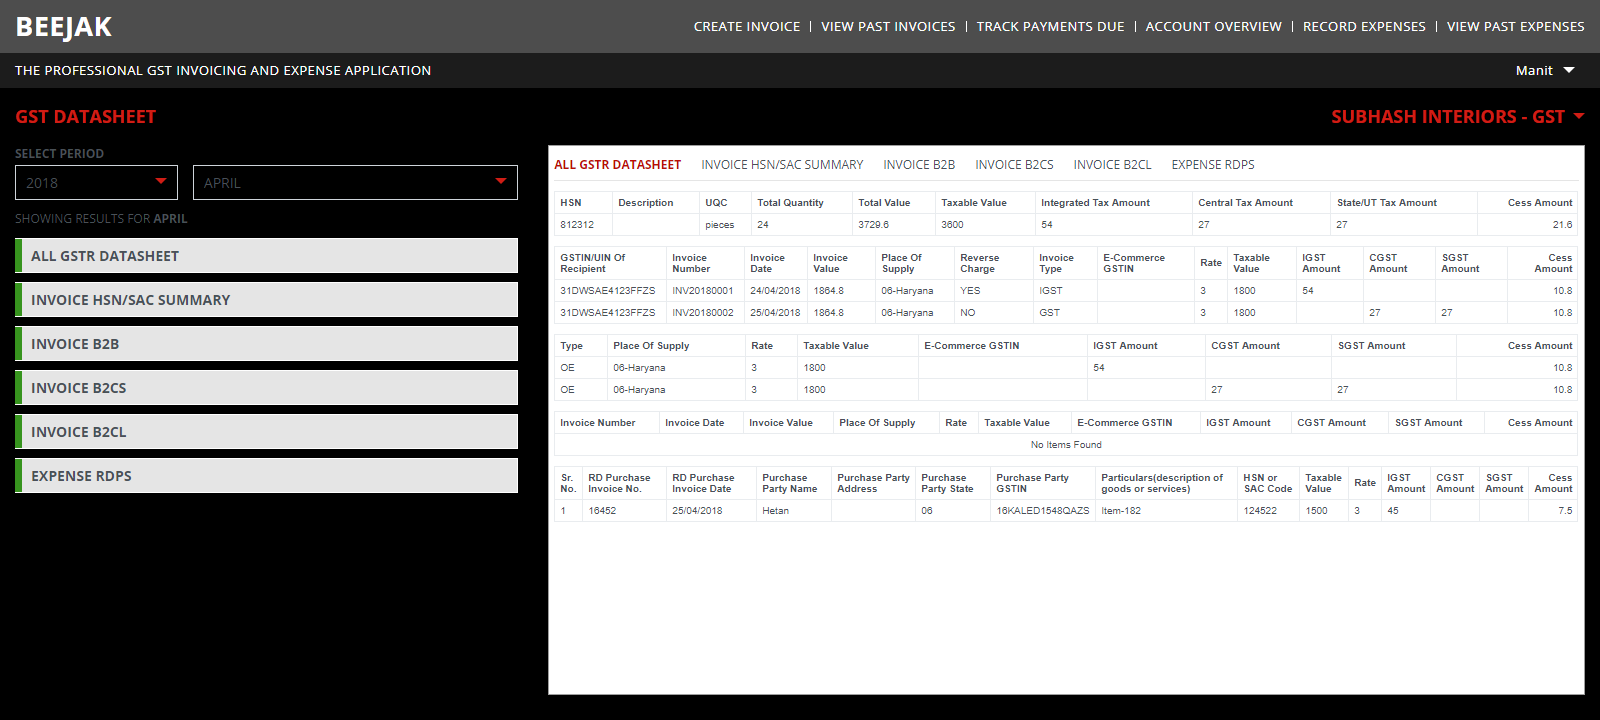 BEEJAK
CREATE INVOICE | VIEW PAST INVOICES | TRACK PAYMENTS DUE | ACCOUNT OVERVIEW | RECORD EXPENSES | VIEW PAST EXPENSES
THE PROFESSIONAL GST INVOICING AND EXPENSE APPLICATION
Manit
GST DATASHEET
SUBHASH INTERIORS - GST
SELECT PERIOD
2018
APRIL
SHOWING RESULTS FOR APRIL
ALL GSTR DATASHEET
INVOICE HSN/SAC SUMMARY
INVOICE B2B
INVOICE B2CS
INVOICE B2CL
EXPENSE RDPS
ALL GSTR DATASHEET INVOICE HSN/SAC SUMMARY INVOICE B2B INVOICE B2CS INVOICE B2CL EXPENSE RDPS
HSN Description UQC Total Quantity Total Value Taxable Value Integrated Tax Amount Central Tax Amount State/UT Tax Amount Cess Amount
812312 pieces 24 3729.6 3600 54 27 27 21.6
GSTIN/UIN Of Recipient Invoice Number Invoice Date Invoice Value Place Of Supply Reverse Charge Invoice Type E-Commerce GSTIN Rate Taxable Value IGST Amount CGST Amount SGST Amount Cess Amount
31DWSAE4123FFZS INV20180001 24/04/2018 1864.8 06-Haryana YES IGST 3 1800 54 10.8
31DWSAE4123FFZS INV20180002 25/04/2018 1864.8 06-Haryana NO GST 3 1800 27 27 10.8
Type Place Of Supply Rate Taxable Value E-Commerce GSTIN IGST Amount CGST Amount SGST Amount Cess Amount
OE 06-Haryana 3 1800 54 10.8
OE 06-Haryana 3 1800 27 27 10.8
Invoice Number Invoice Date Invoice Value Place Of Supply Rate Taxable Value E-Commerce GSTIN IGST Amount CGST Amount SGST Amount Cess Amount
No Items Found
Sr. No. RD Purchase Invoice No. RD Purchase Invoice Date Purchase Party Name Purchase Party Address Purchase Party State Purchase Party GSTIN Particulars(description of goods or services) HSN or SAC Code Taxable Value Rate IGST Amount CGST Amount SGST Amount Cess Amount
1 16452 25/04/2018 Hetan 06 16KALED1548QAZS Item-182 124522 1500 3 45 7.5